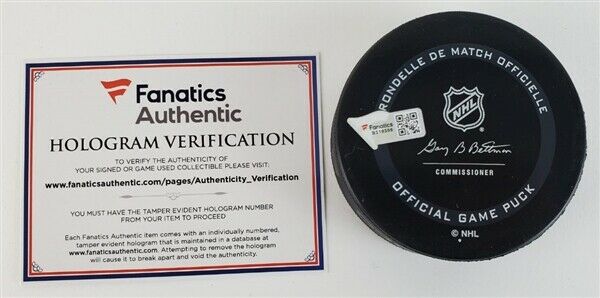 Fanatics
Authentic
HOLOGRAM VERIFICATION
TO VERIFY THE AUTHENTICITY OF
YOUR SIGNED OR GAME USED COLLECTIBLE PLEASE VISIT:
www.fanaticsauthentic.com/pages/Authenticity_Verification
YOU MUST HAVE THE TAMPER EVIDENT HOLOGRAM NUMBER
FROM YOUR ITEM TO PROCEED
Each Fanatics Authentic item comes with an individually numbered,
tamper evident hologram that is maintained in a database at
www.fanaticsauthentic.com. Attempting to remove the hologram
will cause it to break apart and void the authenticity.
RONDELLE DE MATCH OFFICIELLE
NHL
Fanatics
Gary B Bettman
COMMISSIONER
OFFICIAL GAME PUCK
© NHL